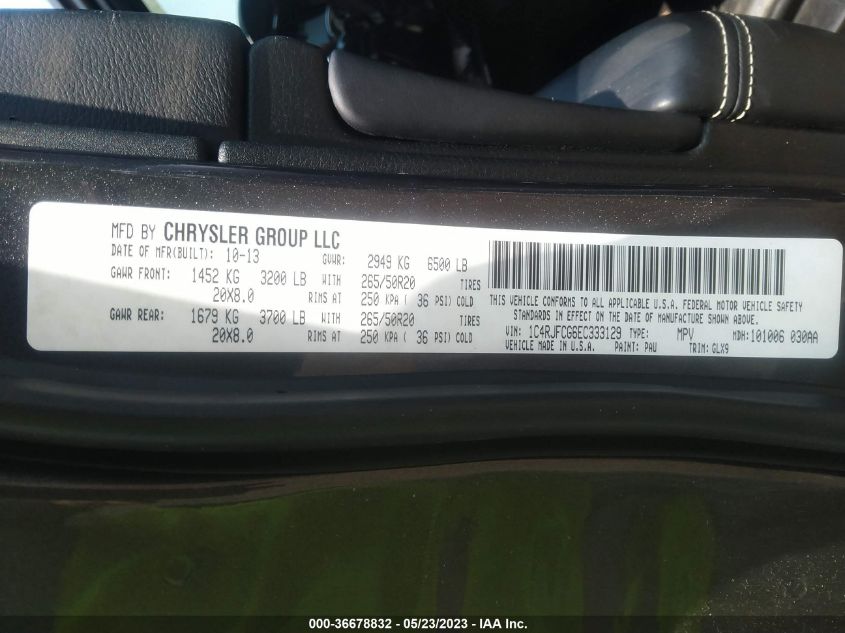 MFD BY CHRYSLER GROUP LLC
DATE OF MFR(BUILT): 10-13 GVWR: 2949 KG 6500 LB
GAWR FRONT: 1452 KG 3200 LB WITH 265/50R20 TIRES
20X8.0 RIMS AT 250 KPA ( 36 PSI) COLD
GAWR REAR: 1679 KG 3700 LB WITH 265/50R20 TIRES
20X8.0 RIMS AT 250 KPA ( 36 PSI) COLD
THIS VEHICLE CONFORMS TO ALL APPLICABLE U.S.A. FEDERAL MOTOR VEHICLE SAFETY
STANDARDS IN EFFECT ON THE DATE OF MANUFACTURE SHOWN ABOVE.
VIN: 1C4RJFCG6EC333129 TYPE: MPV MDH: 101006 030AA
VEHICLE MADE IN U.S.A. PAINT: PAU TRIM: GLX9
000-36678832 - 05/23/2023 - IAA Inc.